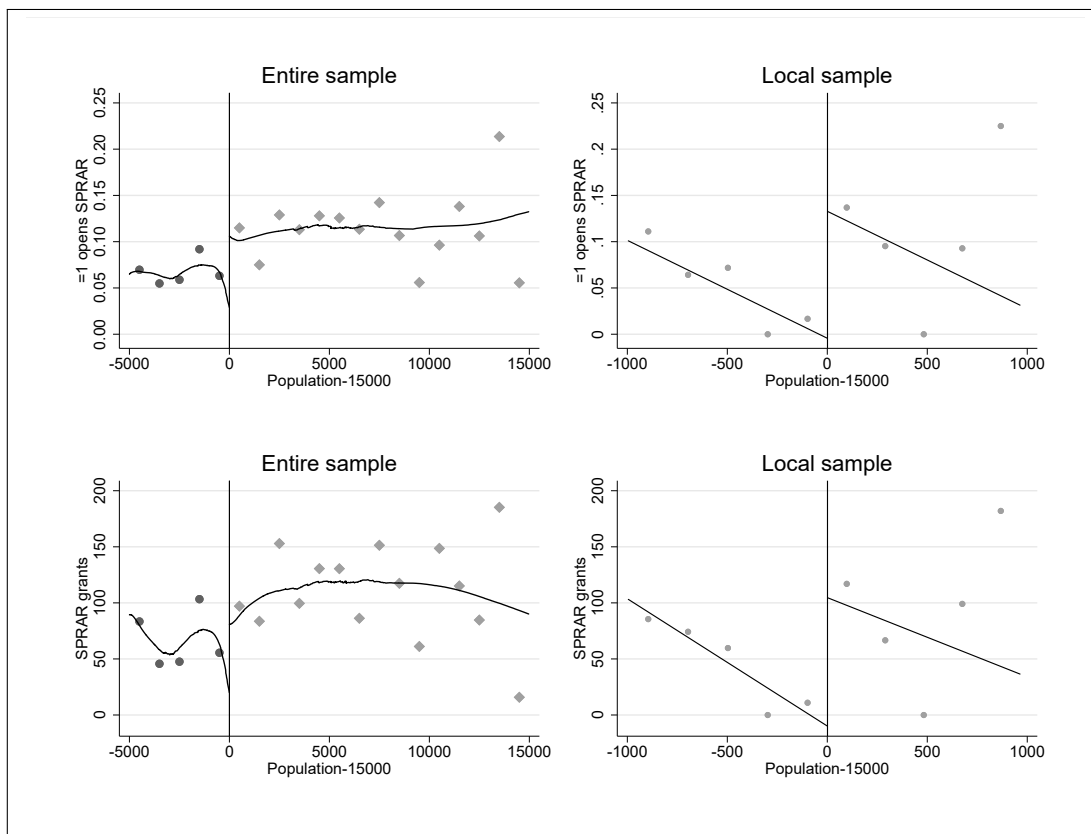 Entire sample
=1 opens SPRAR
0.25
0.20
0.15
0.10
0.05
0.00
-5000 0 5000 10000 15000
Population-15000
Local sample
=1 opens SPRAR
.25
.2
.15
.1
.05
0
-1000 -500 0 500 1000
Population-15000
Entire sample
SPRAR grants
200
150
100
50
0
-5000 0 5000 10000 15000
Population-15000
Local sample
SPRAR grants
200
150
100
50
0
-1000 -500 0 500 1000
Population-15000